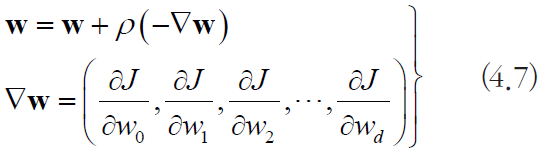 w = w + ρ(−∇w)
∇w = (∂J/∂w₀, ∂J/∂w₁, ∂J/∂w₂, ⋯, ∂J/∂w_d) } (4.7)